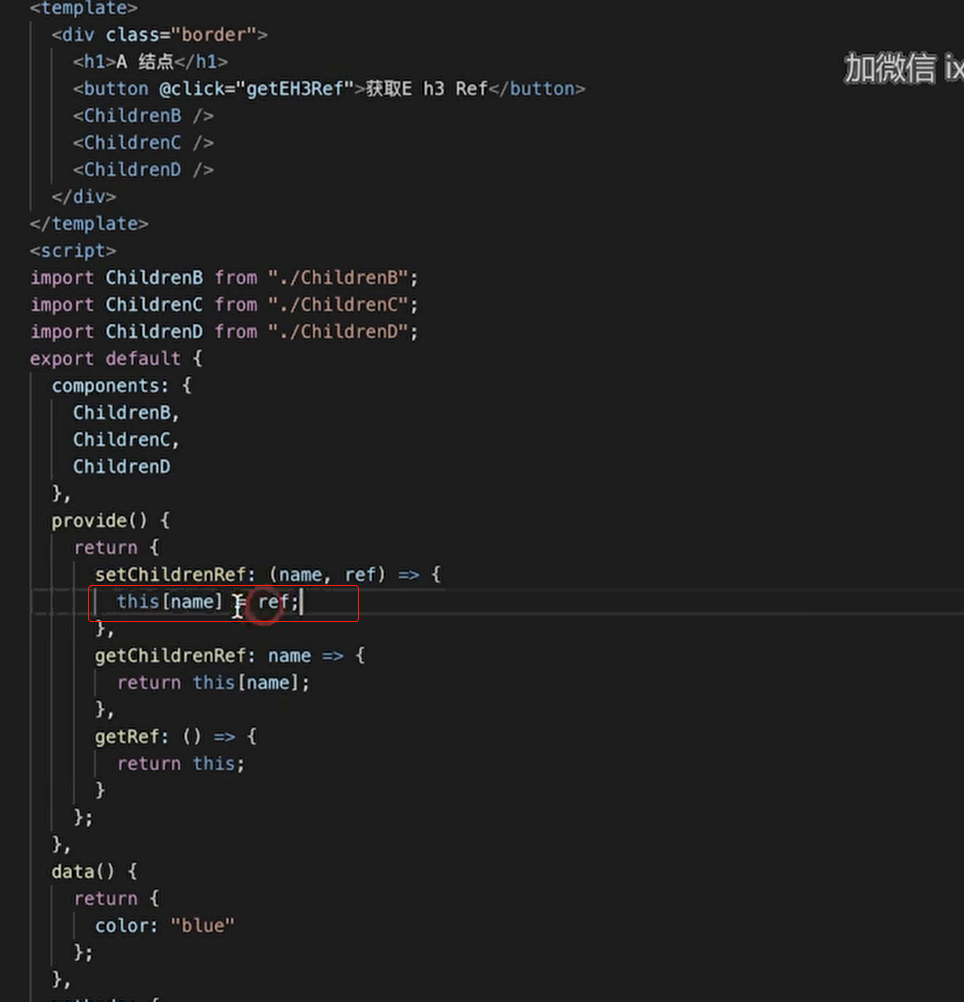 <template>
<div class="border">
加微信 ix
<h1>A 结点</h1>
<button @click="getEH3Ref">获取E h3 Ref</button>
<ChildrenB />
<ChildrenC />
<ChildrenD />
</div>
</template>
<script>
import ChildrenB from "./ChildrenB";
import ChildrenC from "./ChildrenC";
import ChildrenD from "./ChildrenD";
export default {
components: {
ChildrenB,
ChildrenC,
ChildrenD
},
provide() {
return {
setChildrenRef: (name, ref) => {
this[name] = ref;
},
getChildrenRef: name => {
return this[name];
},
getRef: () => {
return this;
}
};
},
data() {
return {
color: "blue"
};
},